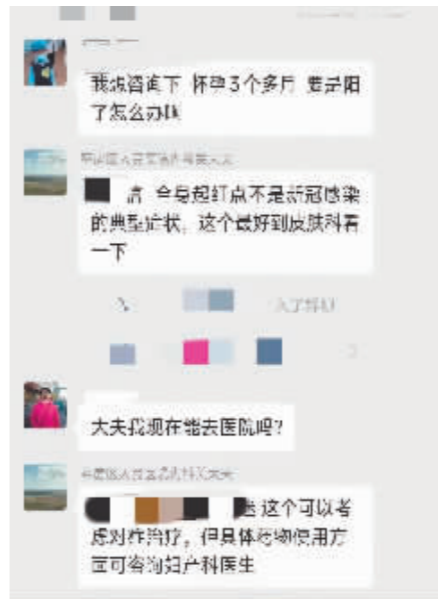 我想咨询下 怀孕3个多月 要是阳
了怎么办呀
全身起红点不是新冠感染
的典型症状，这个最好到皮肤科看
一下
大夫我现在能去医院吗?
这个可以考
虑对症治疗，但具体药物使用方
面可咨询妇产科医生